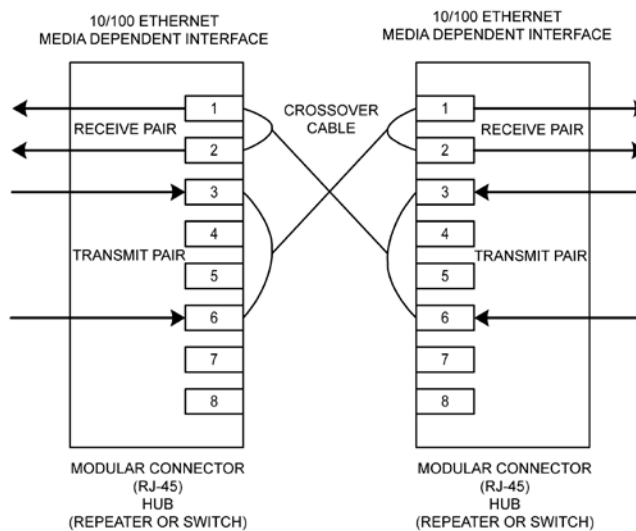 10/100 ETHERNET
MEDIA DEPENDENT INTERFACE
10/100 ETHERNET
MEDIA DEPENDENT INTERFACE
1
RECEIVE PAIR
2
3
4
TRANSMIT PAIR
5
6
7
8
CROSSOVER
CABLE
1
RECEIVE PAIR
2
3
4
TRANSMIT PAIR
5
6
7
8
MODULAR CONNECTOR
(RJ-45)
HUB
(REPEATER OR SWITCH)
MODULAR CONNECTOR
(RJ-45)
HUB
(REPEATER OR SWITCH)